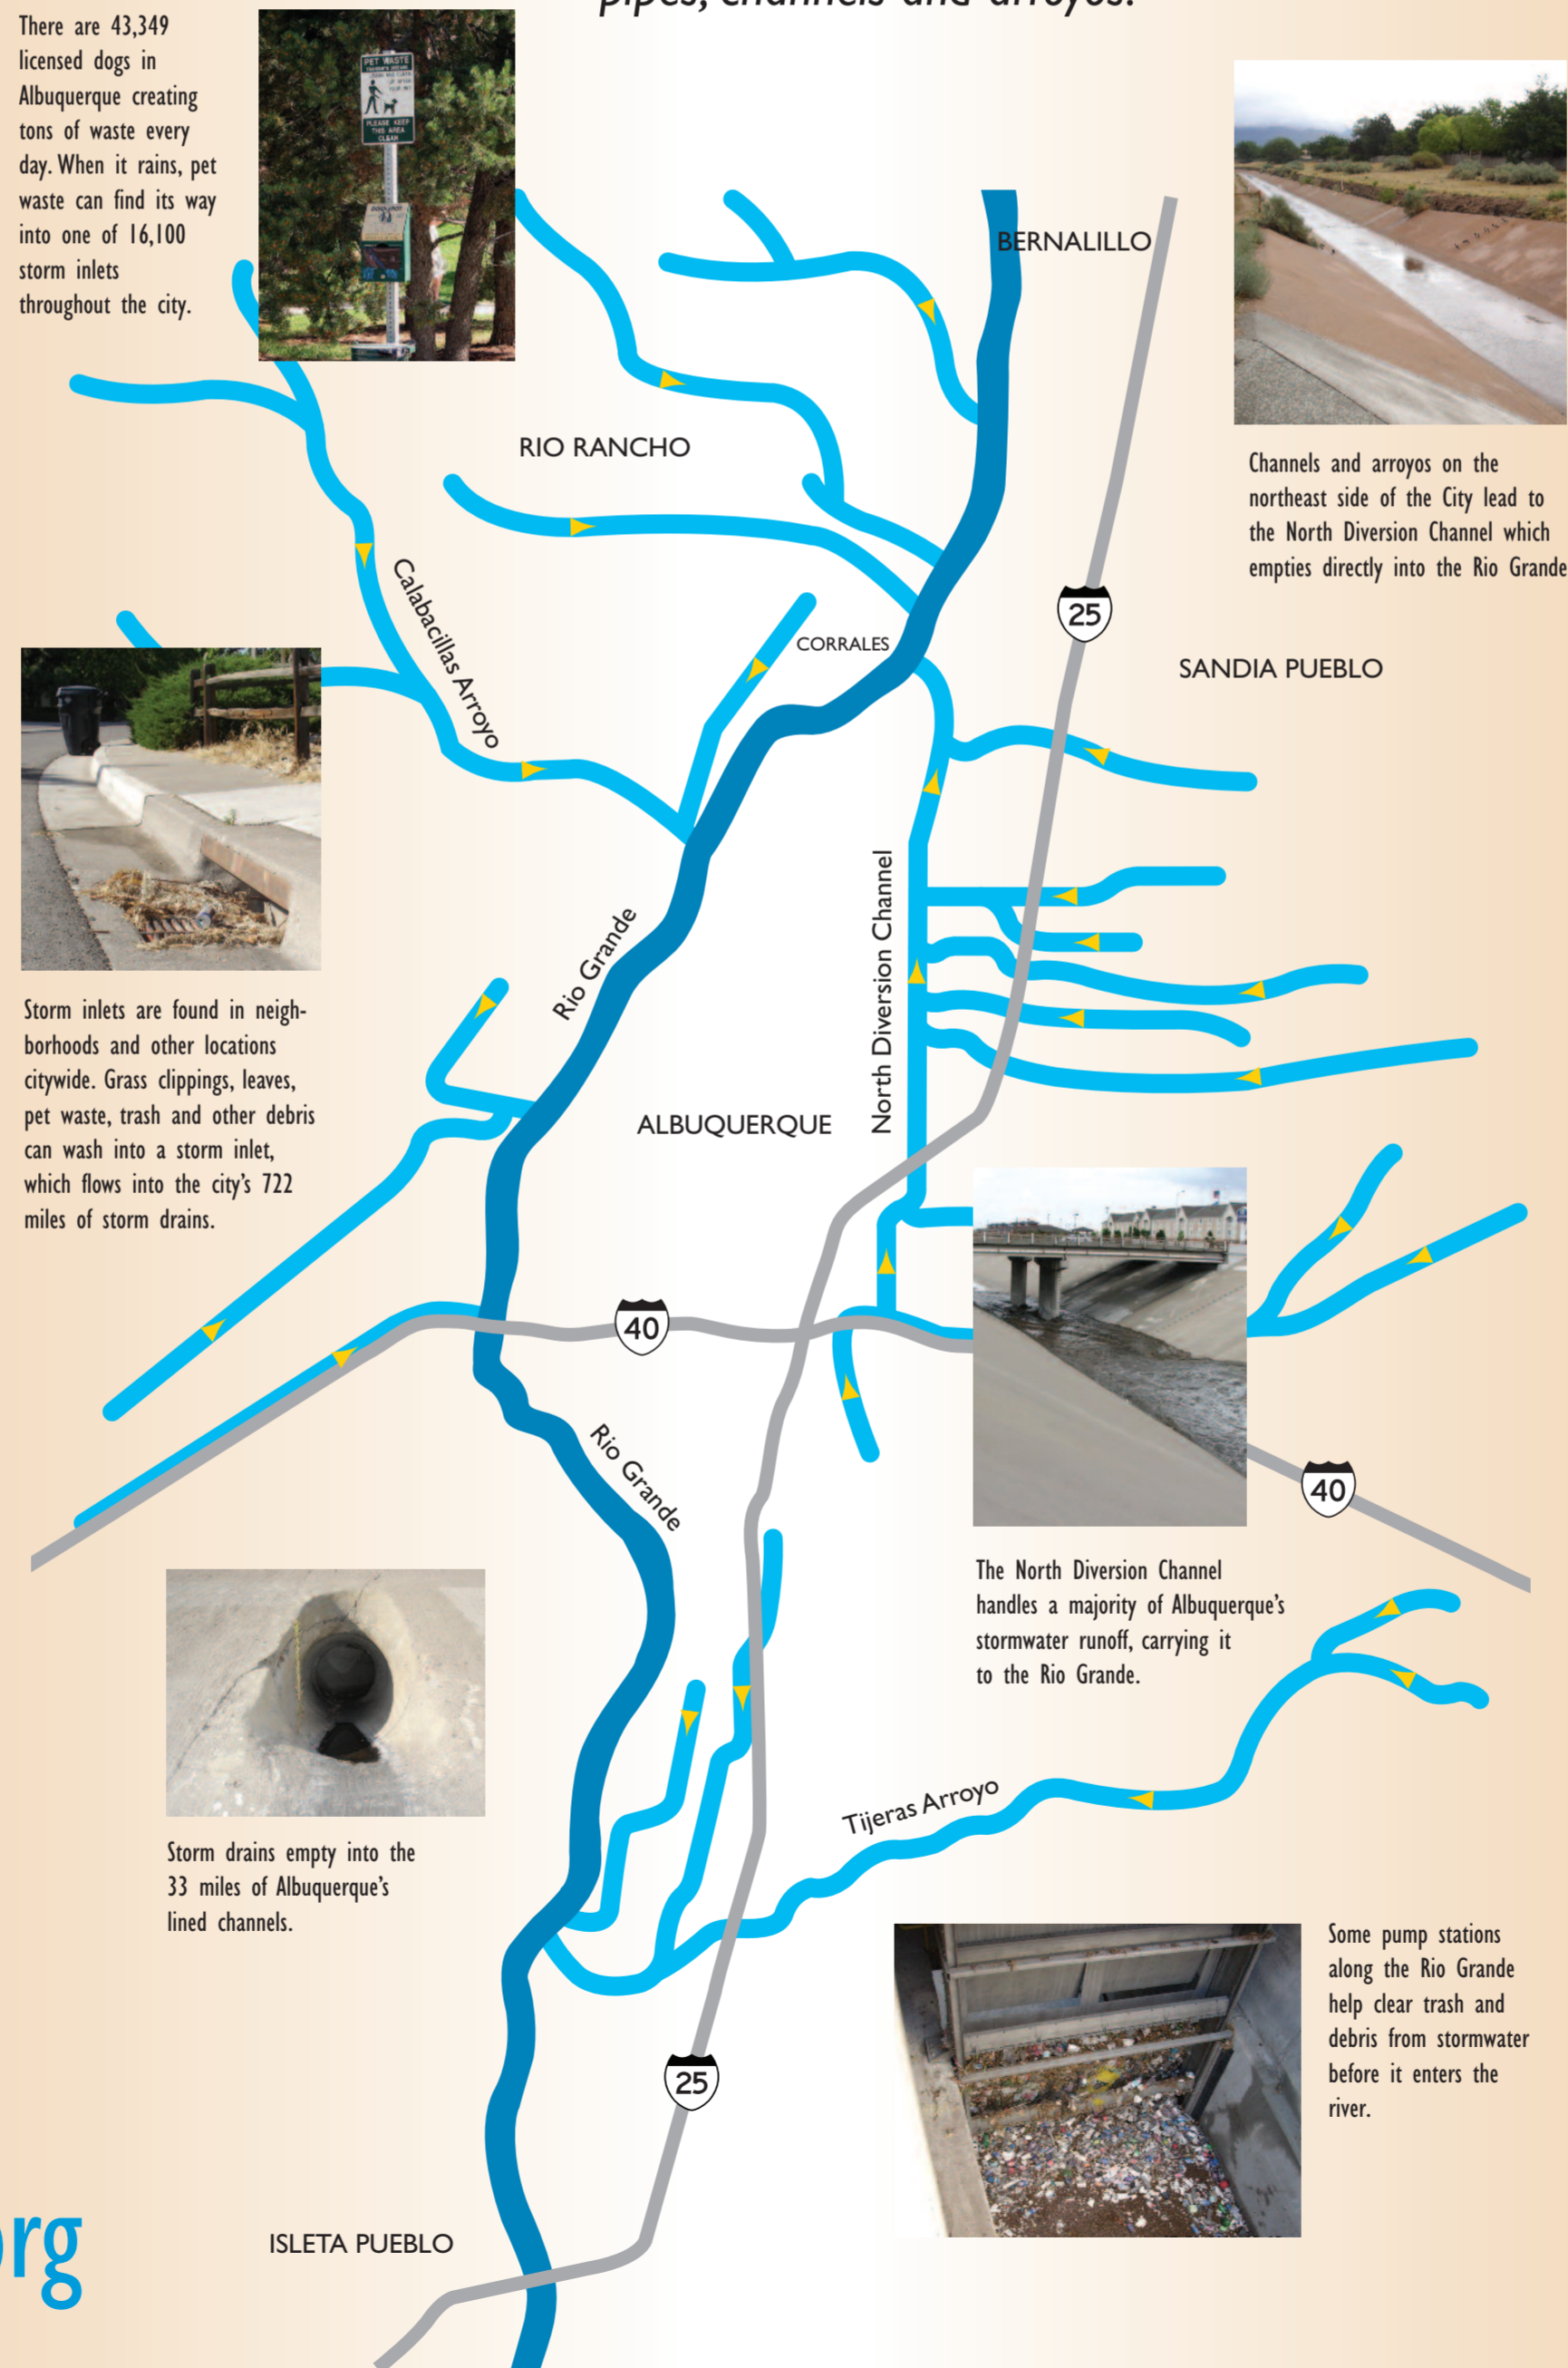 pipes, channels and arroyos.
There are 43,349
licensed dogs in
Albuquerque creating
tons of waste every
day. When it rains, pet
waste can find its way
into one of 16,100
storm inlets
throughout the city.
PET WASTE
PLEASE KEEP
THIS AREA
CLEAN
BERNALILLO
Channels and arroyos on the
northeast side of the City lead to
the North Diversion Channel which
empties directly into the Rio Grande
RIO RANCHO
Calabacillas Arroyo
25
CORRALES
SANDIA PUEBLO
Rio Grande
North Diversion Channel
Storm inlets are found in neigh-
borhoods and other locations
citywide. Grass clippings, leaves,
pet waste, trash and other debris
can wash into a storm inlet,
which flows into the city's 722
miles of storm drains.
ALBUQUERQUE
40
Rio Grande
40
The North Diversion Channel
handles a majority of Albuquerque's
stormwater runoff, carrying it
to the Rio Grande.
Tijeras Arroyo
Storm drains empty into the
33 miles of Albuquerque's
lined channels.
Some pump stations
along the Rio Grande
help clear trash and
debris from stormwater
before it enters the
river.
25
ISLETA PUEBLO
org